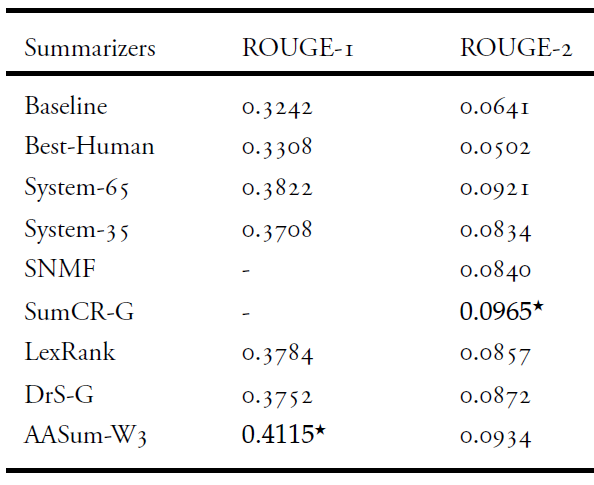 Summarizers ROUGE-1 ROUGE-2
Baseline 0.3242 0.0641
Best-Human 0.3308 0.0502
System-65 0.3822 0.0921
System-35 0.3708 0.0834
SNMF - 0.0840
SumCR-G - 0.0965★
LexRank 0.3784 0.0857
DrS-G 0.3752 0.0872
AASum-W3 0.4115★ 0.0934